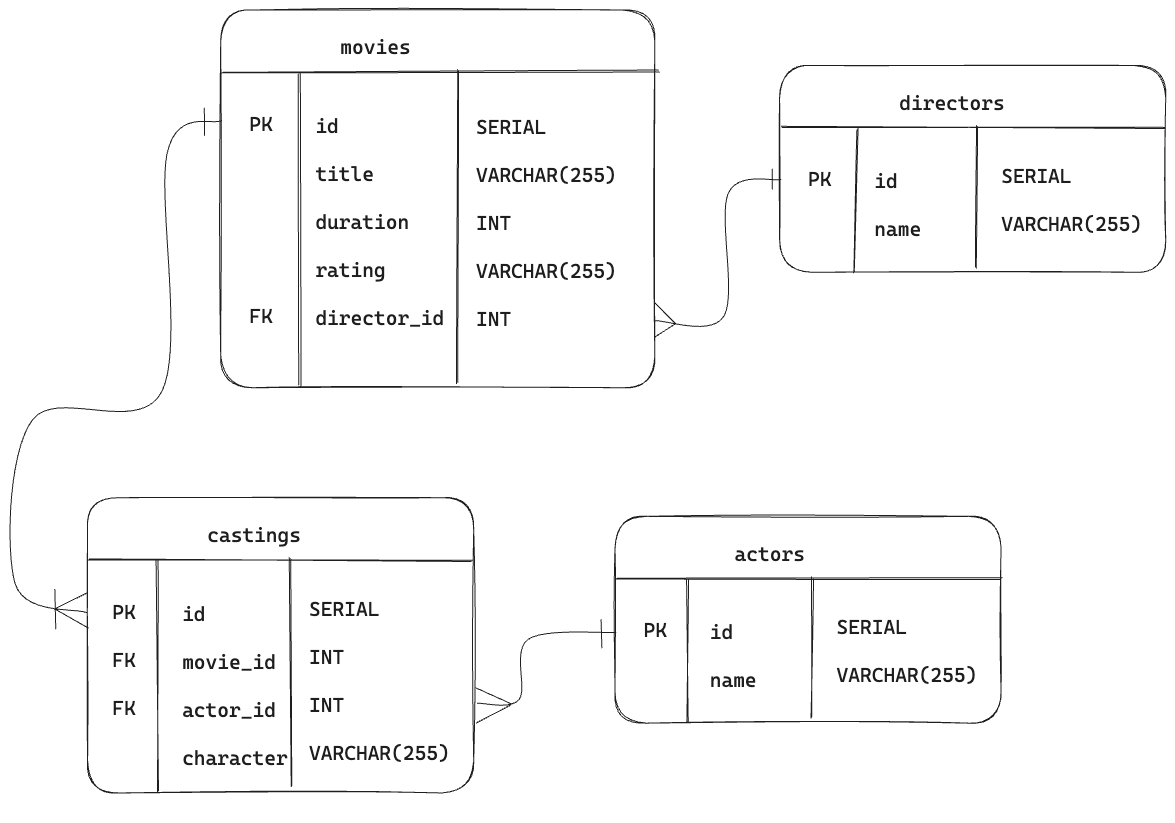 movies
PK id SERIAL
title VARCHAR(255)
duration INT
rating VARCHAR(255)
FK director_id INT
directors
PK id SERIAL
name VARCHAR(255)
castings
PK id SERIAL
FK movie_id INT
FK actor_id INT
character VARCHAR(255)
actors
PK id SERIAL
name VARCHAR(255)